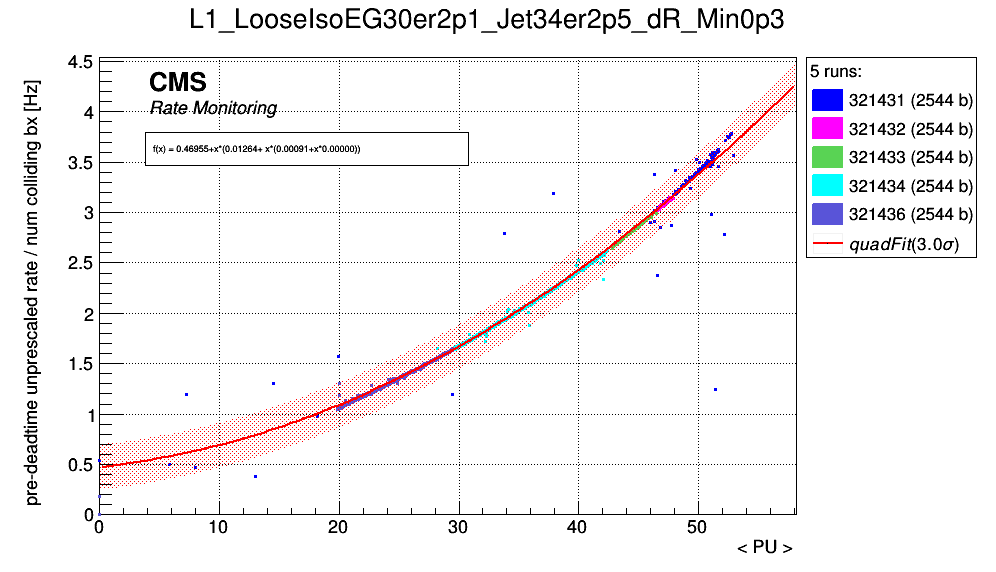 L1_LooseIsoEG30er2p1_Jet34er2p5_dR_Min0p3
pre-deadtime unprescaled rate / num colliding bx [Hz]
4.5
4
3.5
3
2.5
2
1.5
1
0.5
0
CMS
Rate Monitoring
f(x) = 0.46955+x*(0.01264+ x*(0.00091+x*0.00000))
0 10 20 30 40 50
< PU >
5 runs:
321431 (2544 b)
321432 (2544 b)
321433 (2544 b)
321434 (2544 b)
321436 (2544 b)
quadFit(3.0σ)